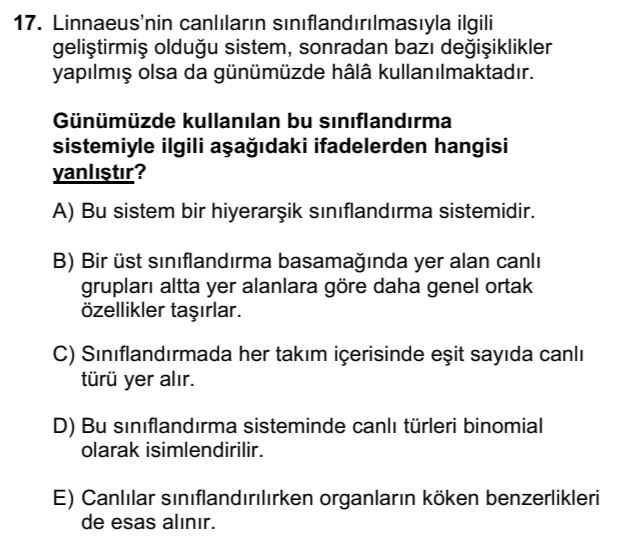 17. Linnaeus’nin canlıların sınıflandırılmasıyla ilgili
geliştirmiş olduğu sistem, sonradan bazı değişiklikler
yapılmış olsa da günümüzde hâlâ kullanılmaktadır.
Günümüzde kullanılan bu sınıflandırma
sistemiyle ilgili aşağıdaki ifadelerden hangisi
yanlıştır?
A) Bu sistem bir hiyerarşik sınıflandırma sistemidir.
B) Bir üst sınıflandırma basamağında yer alan canlı
grupları altta yer alanlara göre daha genel ortak
özellikler taşırlar.
C) Sınıflandırmada her takım içerisinde eşit sayıda canlı
türü yer alır.
D) Bu sınıflandırma sisteminde canlı türleri binomial
olarak isimlendirilir.
E) Canlılar sınıflandırılırken organların köken benzerlikleri
de esas alınır.